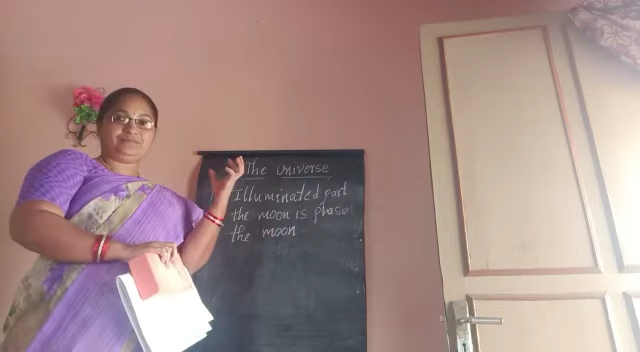 The Universe
Illuminated part
the moon is phase
the moon